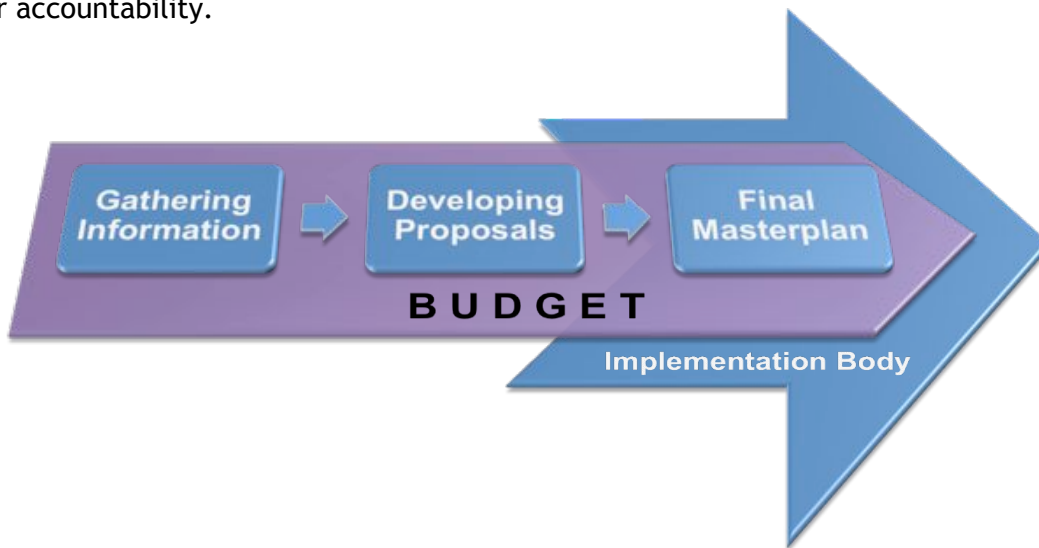 r accountability.
Gathering
Information
Developing
Proposals
Final
Masterplan
BUDGET
Implementation Body